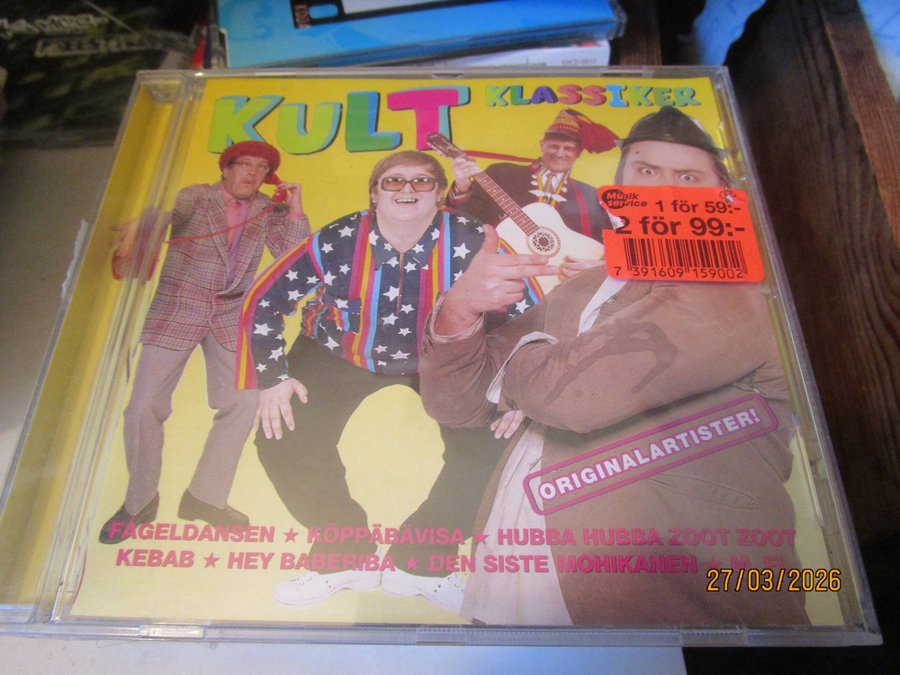 KULT KLASSIKER
Musik service
1 för 59:-
2 för 99:-
7 391609 159002
ORIGINALARTISTER!
FÅGELDANSEN ★ KÖPPÄBÄVISA ★ HUBBA HUBBA ZOOT ZOOT
KEBAB ★ HEY BABERIBA ★ DEN SISTE MOHIKANEN ★ M. FL.
27/03/2026